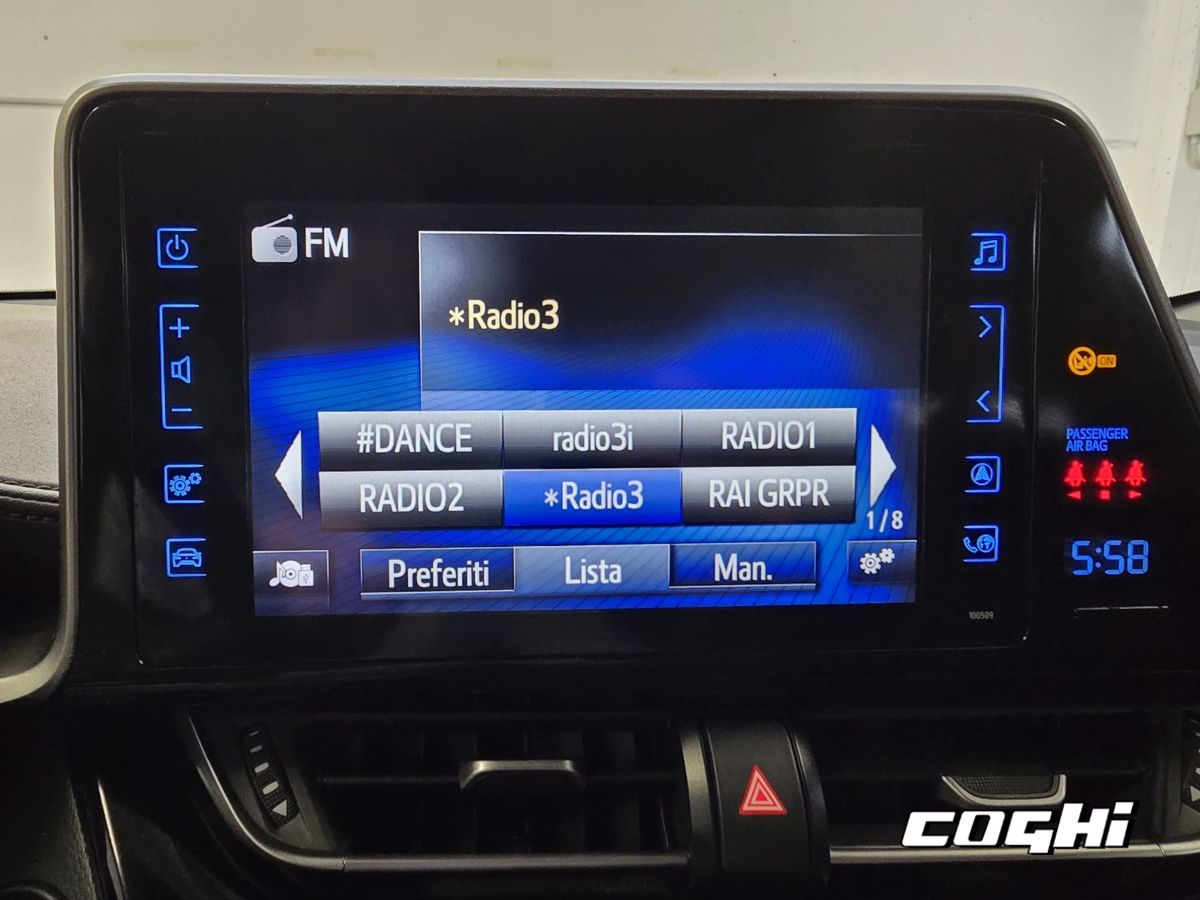 FM
*Radio3
#DANCE radio3i RADIO1
RADIO2 *Radio3 RAI GRPR
1/8
Preferiti Lista Man.
ON
PASSENGER
AIR BAG
5:58
100509
COGHi